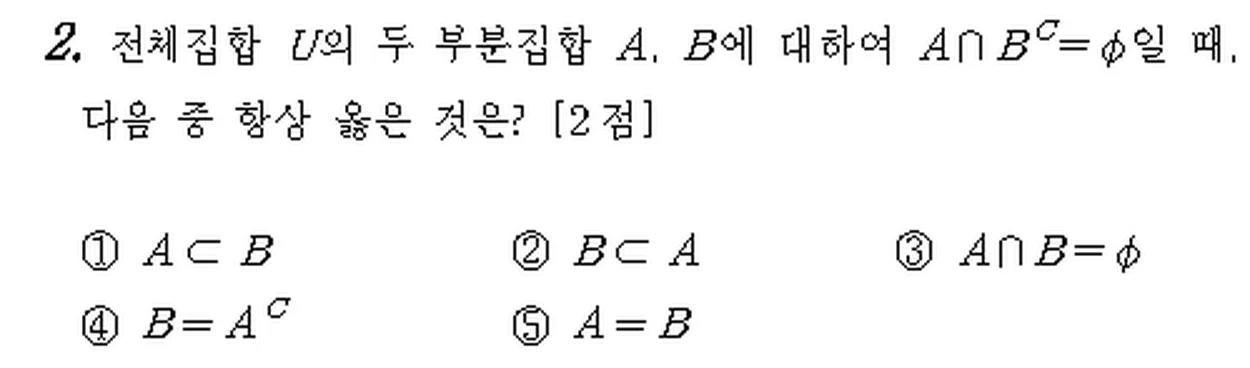 2. 전체집합 U의 두 부분집합 A, B에 대하여 A∩B^C=ϕ일 때,
다음 중 항상 옳은 것은? [2점]
① A⊂B ② B⊂A ③ A∩B=ϕ
④ B=A^C ⑤ A=B